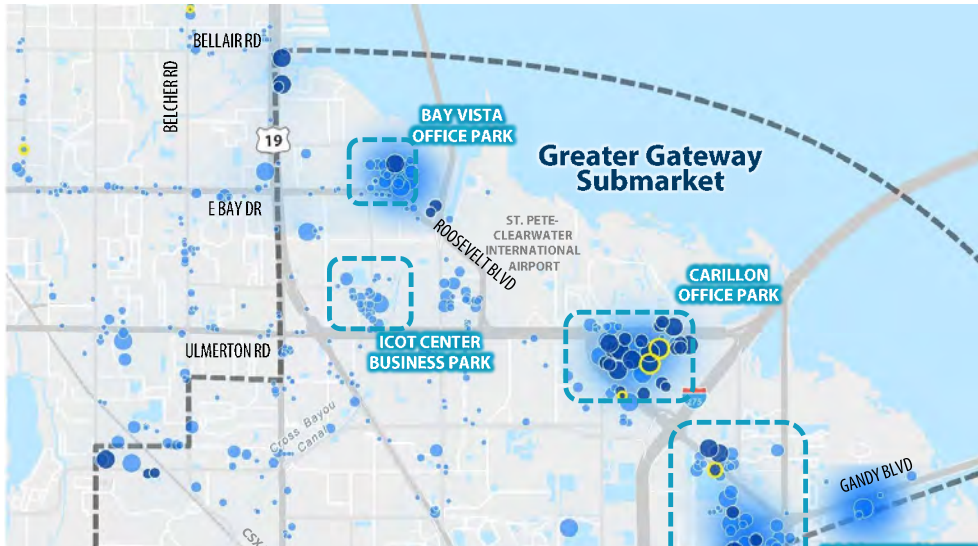 BELLAIR RD
BELCHER RD
BAY VISTA
OFFICE PARK
19
Greater Gateway
Submarket
E BAY DR
ST. PETE-
CLEARWATER
INTERNATIONAL
AIRPORT
ROOSEVELT BLVD
CARILLON
OFFICE PARK
ICOT CENTER
BUSINESS PARK
ULMERTON RD
275
Cross Bayou
Canal
GANDY BLVD
CSX